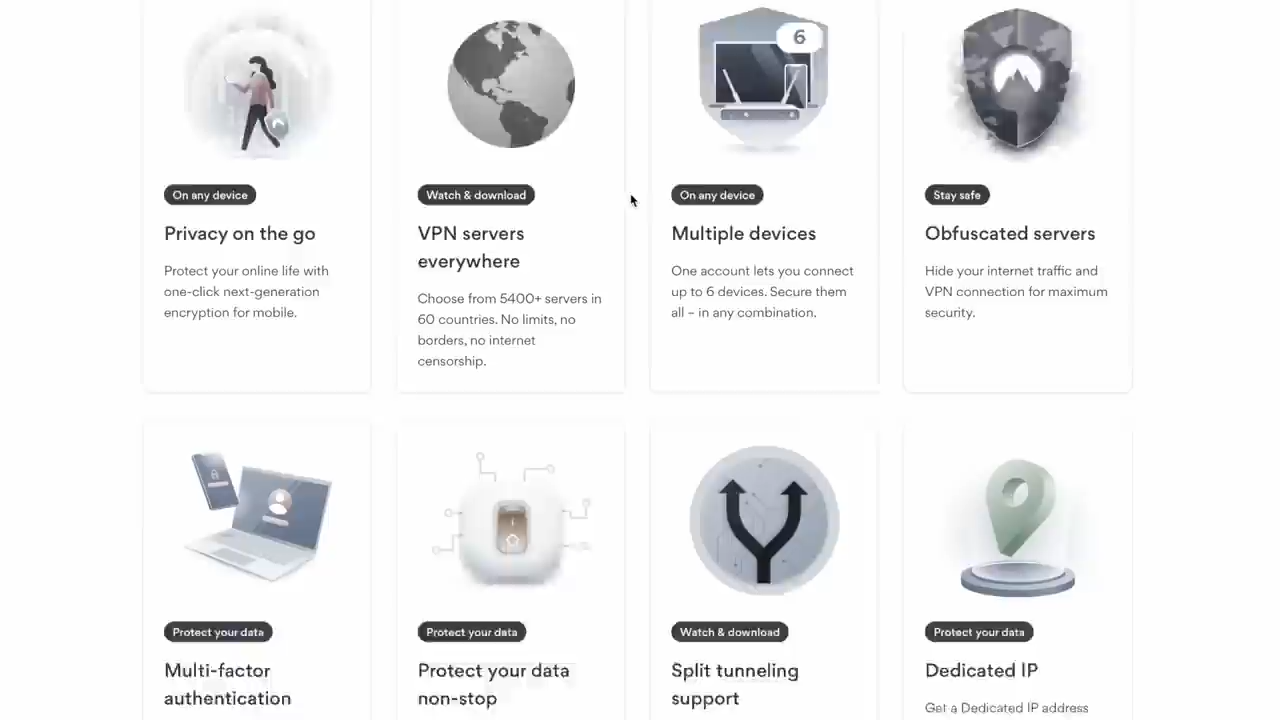 6
On any device
Privacy on the go
Protect your online life with
one-click next-generation
encryption for mobile.
Watch & download
VPN servers
everywhere
Choose from 5400+ servers in
60 countries. No limits, no
borders, no internet
censorship.
On any device
Multiple devices
One account lets you connect
up to 6 devices. Secure them
all – in any combination.
Stay safe
Obfuscated servers
Hide your internet traffic and
VPN connection for maximum
security.
Protect your data
Multi-factor
authentication
Protect your data
Protect your data
non-stop
Watch & download
Split tunneling
support
Protect your data
Dedicated IP
Get a Dedicated IP address